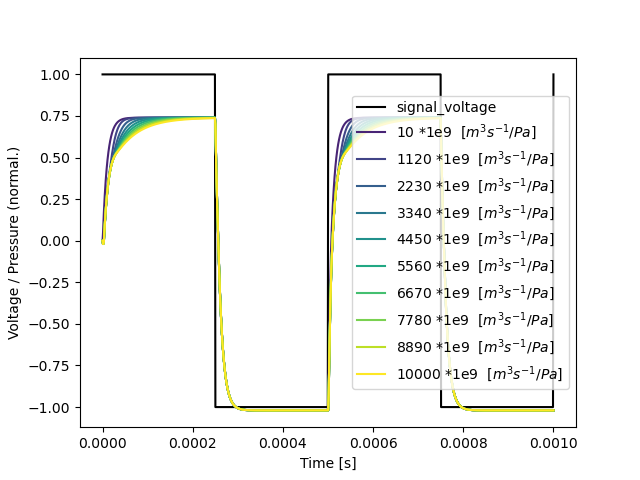 Voltage / Pressure (normal.)
1.00
0.75
0.50
0.25
0.00
−0.25
−0.50
−0.75
−1.00
signal_voltage
10 *1e9 [m³s⁻¹/Pa]
1120 *1e9 [m³s⁻¹/Pa]
2230 *1e9 [m³s⁻¹/Pa]
3340 *1e9 [m³s⁻¹/Pa]
4450 *1e9 [m³s⁻¹/Pa]
5560 *1e9 [m³s⁻¹/Pa]
6670 *1e9 [m³s⁻¹/Pa]
7780 *1e9 [m³s⁻¹/Pa]
8890 *1e9 [m³s⁻¹/Pa]
10000 *1e9 [m³s⁻¹/Pa]
0.0000 0.0002 0.0004 0.0006 0.0008 0.0010
Time [s]